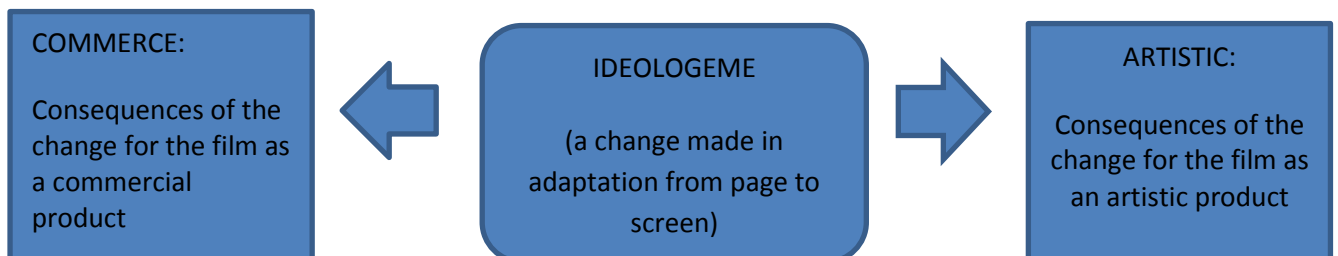 COMMERCE:
Consequences of the
change for the film as
a commercial
product
IDEOLOGEME
(a change made in
adaptation from page to
screen)
ARTISTIC:
Consequences of the
change for the film as
an artistic product